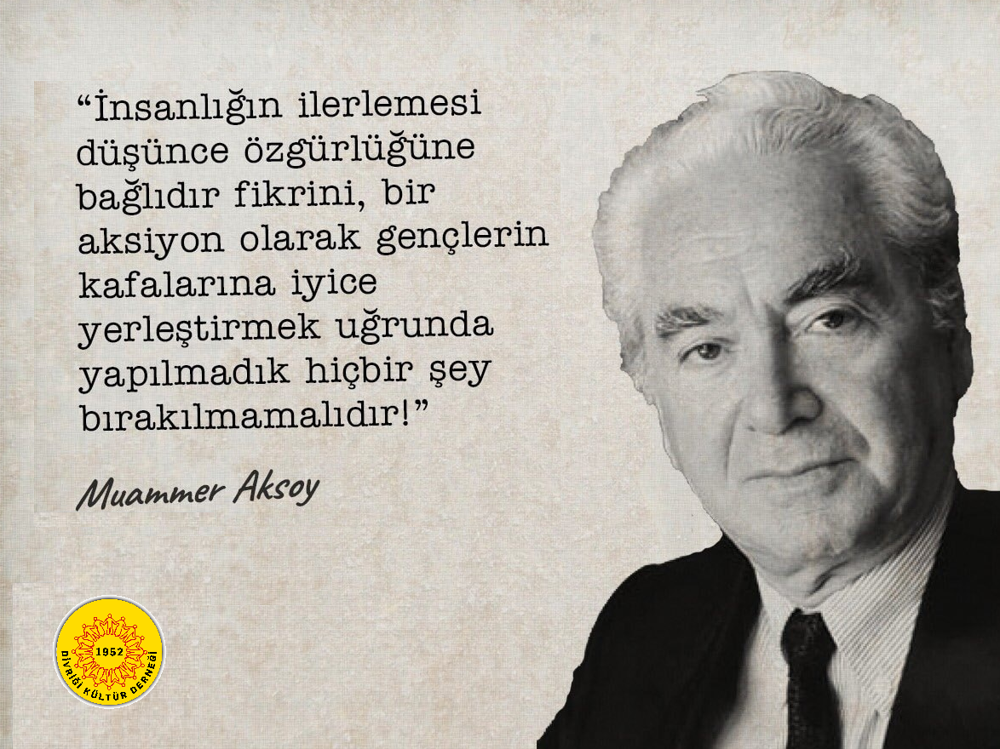 “İnsanlığın ilerlemesi
düşünce özgürlüğüne
bağlıdır fikrini, bir
aksiyon olarak gençlerin
kafalarına iyice
yerleştirmek uğrunda
yapılmadık hiçbir şey
bırakılmamalıdır!”
Muammer Aksoy
1952
DİVRİĞİ KÜLTÜR DERNEĞİ